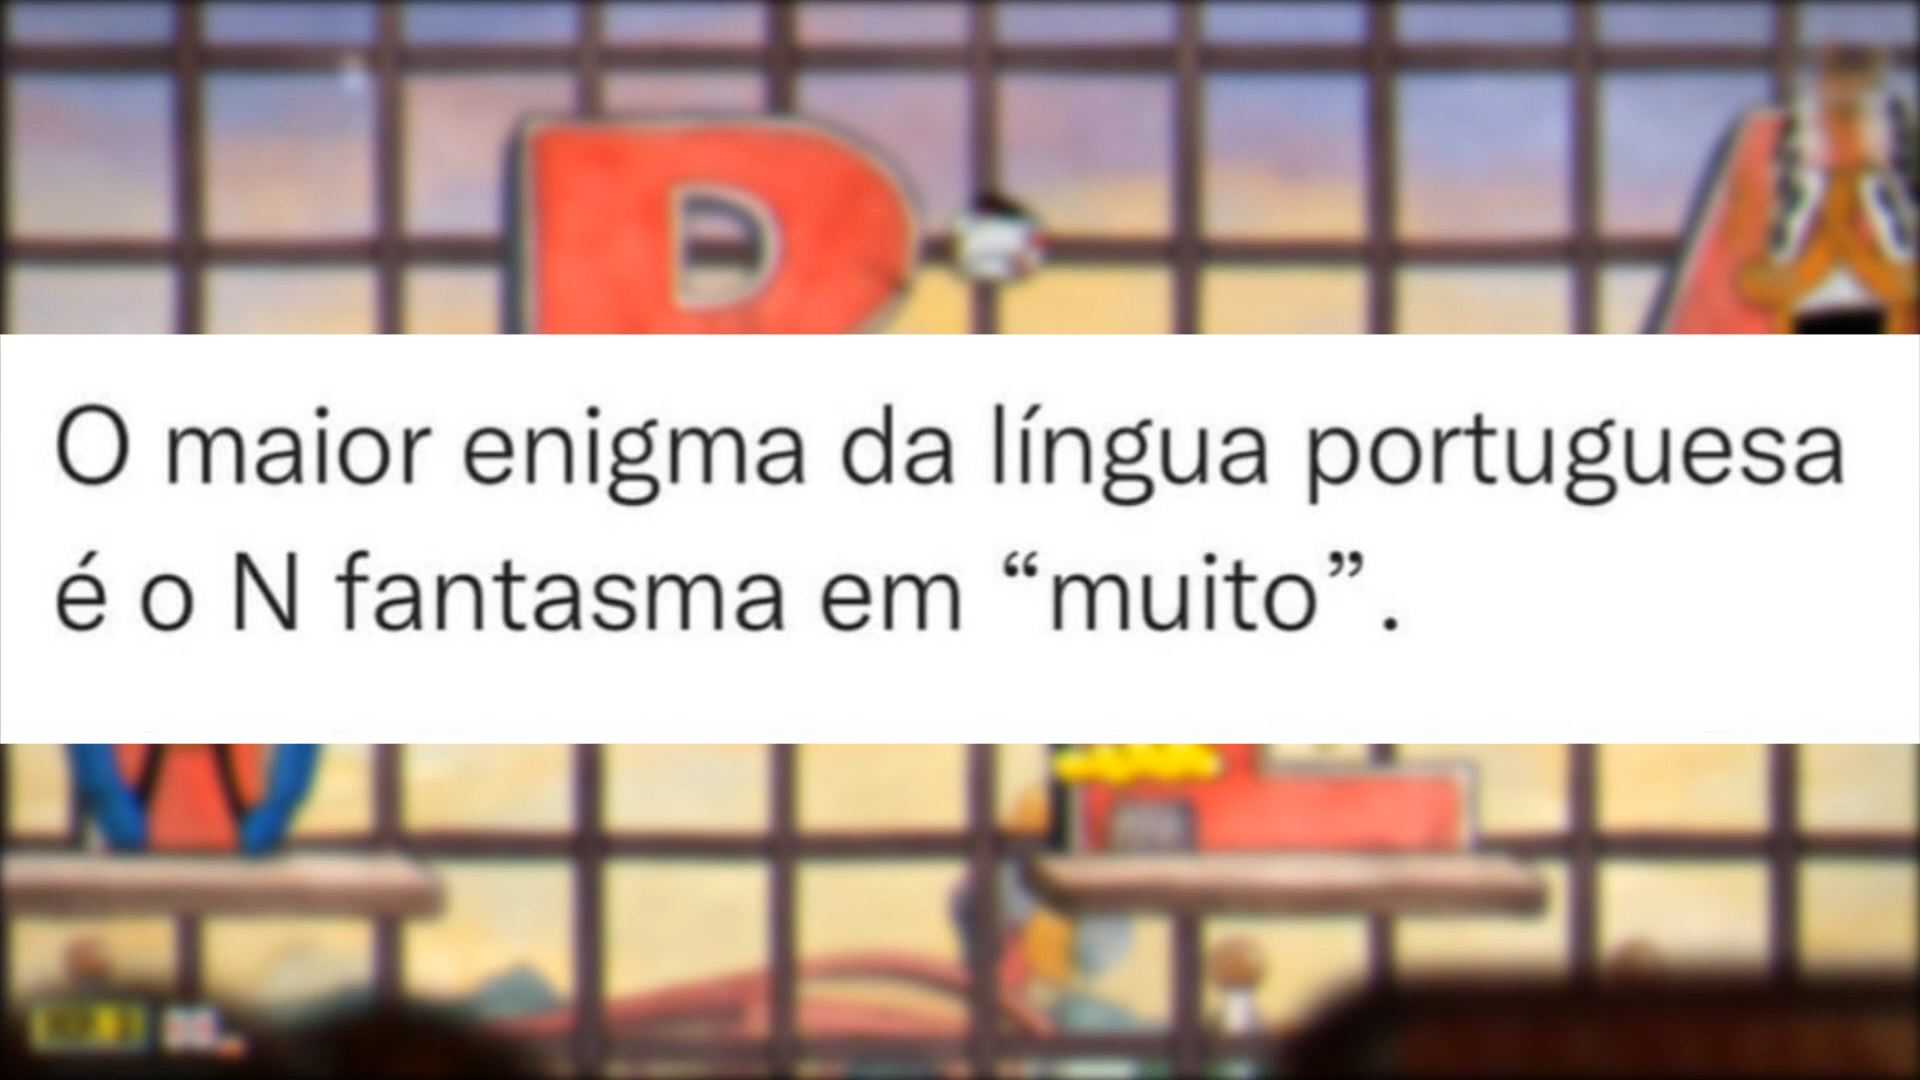 O maior enigma da língua portuguesa
é o N fantasma em “muito”.